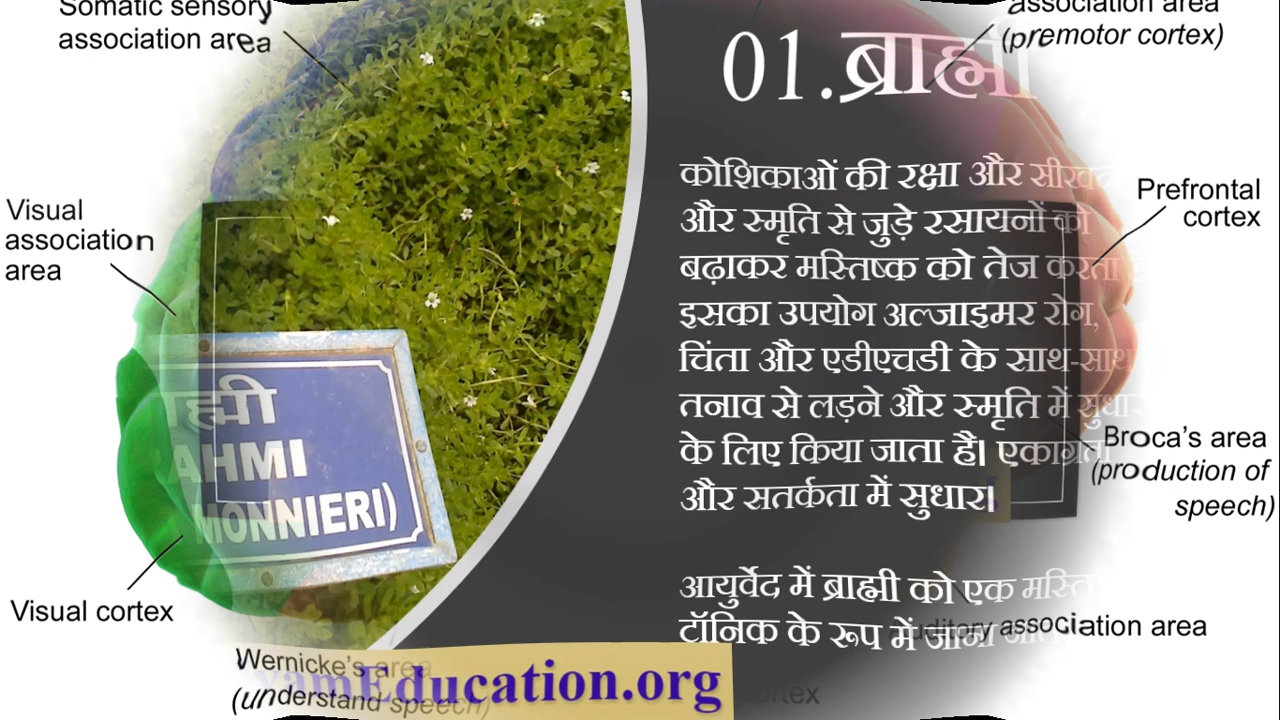 Somatic sensory
association area
association area
(premotor cortex)
01.ब्राह्मी
Visual
association
area
कोशिकाओं की रक्षा और
और स्मृति से जुड़े रसायनों को
बढ़ाकर मस्तिष्क को तेज करता
इसका उपयोग अल्जाइमर रोग,
चिंता और एडीएचडी के साथ-साथ
तनाव से लड़ने और स्मृति में सुधार
के लिए किया जाता है। एकाग्रता
और सतर्कता में सुधार।
आयुर्वेद में ब्राह्मी को एक
टॉनिक के रूप में जाना जाता
Prefrontal
cortex
Broca's area
(production of
speech)
AHMI
MONNIERI)
Visual cortex
Auditory association area
Wernicke's area
(understand speech)
Education.org
cortex